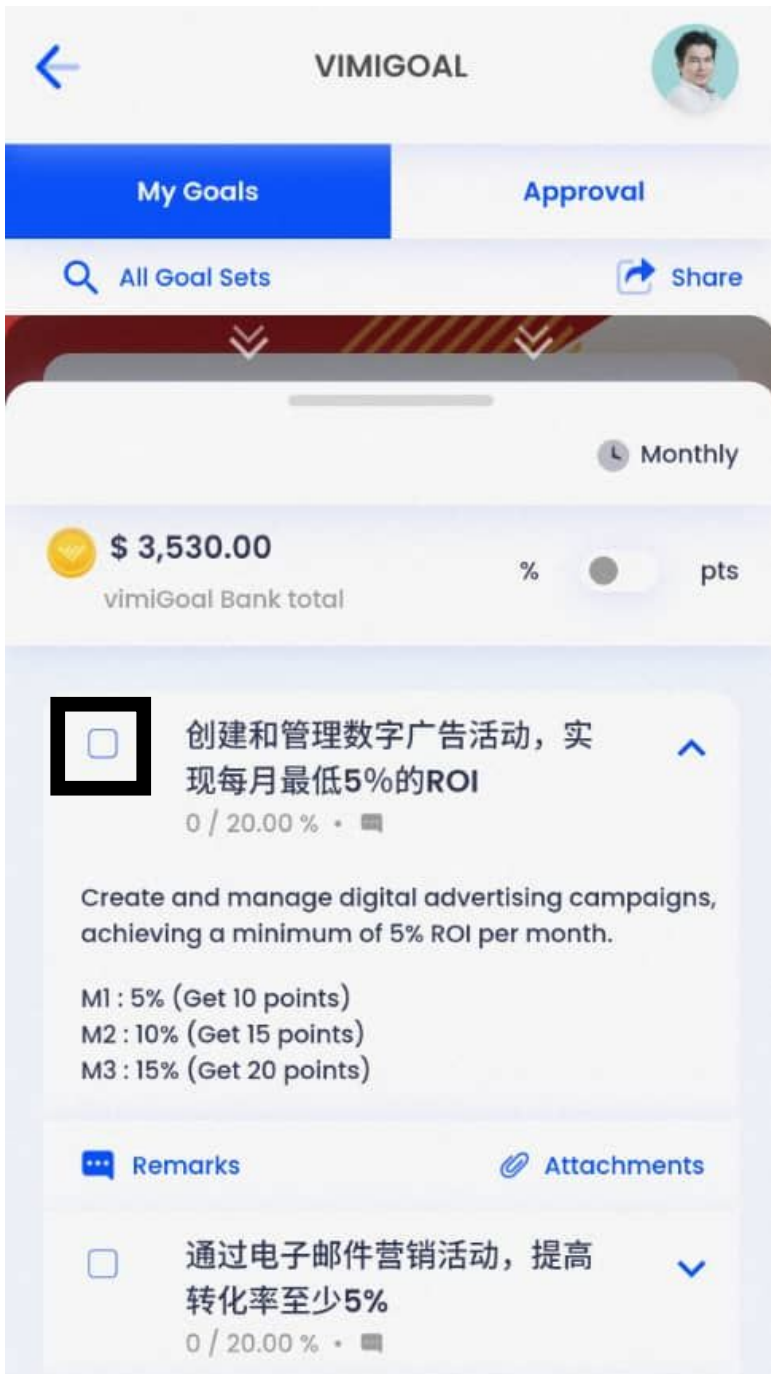 VIMIGOAL
My Goals
Approval
All Goal Sets
Share
Monthly
$ 3,530.00
vimiGoal Bank total
%
pts
创建和管理数字广告活动，实
现每月最低5%的ROI
0 / 20.00 % •
Create and manage digital advertising campaigns,
achieving a minimum of 5% ROI per month.
M1 : 5% (Get 10 points)
M2 : 10% (Get 15 points)
M3 : 15% (Get 20 points)
Remarks
Attachments
通过电子邮件营销活动，提高
转化率至少5%
0 / 20.00 % •